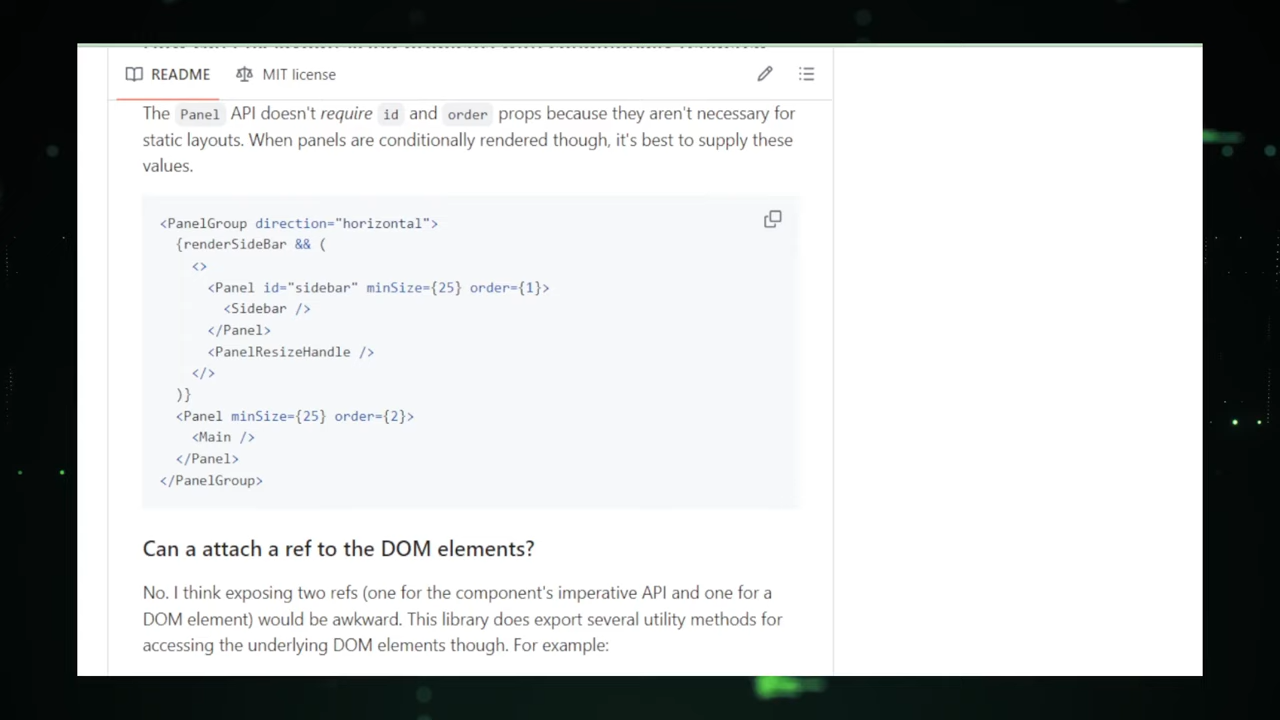 README
MIT license
The Panel API doesn't require id and order props because they aren't necessary for
static layouts. When panels are conditionally rendered though, it's best to supply these
values.
<PanelGroup direction="horizontal">
  {renderSideBar && (
    <>
      <Panel id="sidebar" minSize={25} order={1}>
        <Sidebar />
      </Panel>
      <PanelResizeHandle />
    </>
  )}
  <Panel minSize={25} order={2}>
    <Main />
  </Panel>
</PanelGroup>
Can a attach a ref to the DOM elements?
No. I think exposing two refs (one for the component's imperative API and one for a
DOM element) would be awkward. This library does export several utility methods for
accessing the underlying DOM elements though. For example: